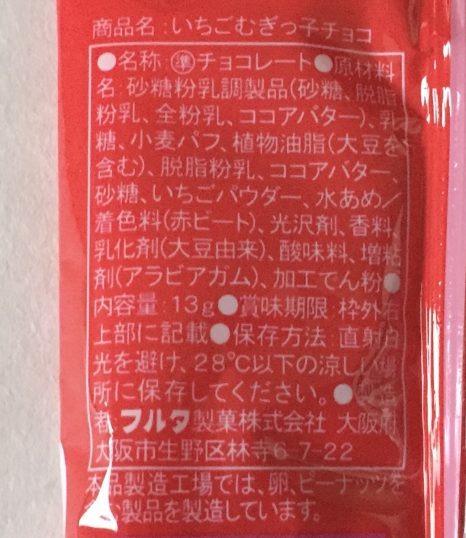 商品名:いちごむぎっ子チョコ
●名称:準チョコレート●原材料
名:砂糖粉乳調製品(砂糖、脱脂
粉乳、全粉乳、ココアバター)、乳
糖、小麦パフ、植物油脂(大豆を
含む)、脱脂粉乳、ココアバター、
砂糖、いちごパウダー、水あめ/
着色料(赤ビート)、光沢剤、香料、
乳化剤(大豆由来)、酸味料、増粘
剤(アラビアガム)、加工でん粉●
内容量:13g●賞味期限:枠外右
上部に記載●保存方法:直射日
光を避け、28℃以下の涼しい場
所に保存してください。●製造
者:フルタ製菓株式会社 大阪府
大阪市生野区林寺6-7-22
本品製造工場では、卵、ピーナッツを
製品を製造しています。